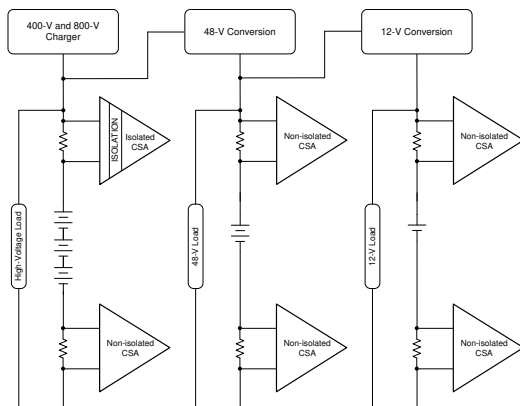 400-V and 800-V
Charger
48-V Conversion
12-V Conversion
ISOLATION
Isolated
CSA
Non-isolated
CSA
Non-isolated
CSA
High-Voltage Load
48-V Load
12-V Load
Non-isolated
CSA
Non-isolated
CSA
Non-isolated
CSA